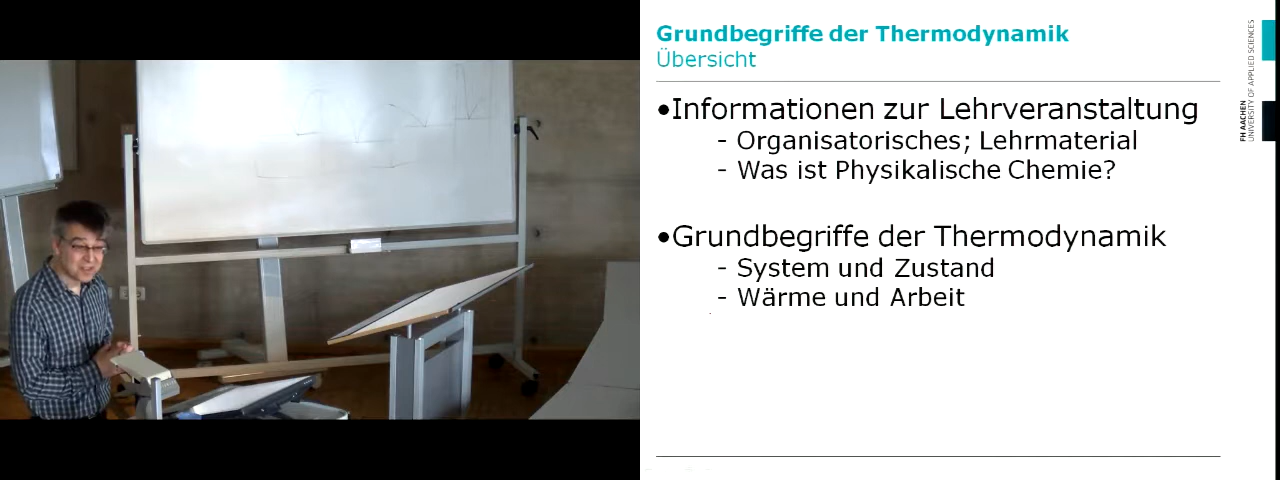 Grundbegriffe der Thermodynamik
Übersicht
•Informationen zur Lehrveranstaltung
- Organisatorisches; Lehrmaterial
- Was ist Physikalische Chemie?
•Grundbegriffe der Thermodynamik
- System und Zustand
- Wärme und Arbeit
FH AACHEN
UNIVERSITY OF APPLIED SCIENCES